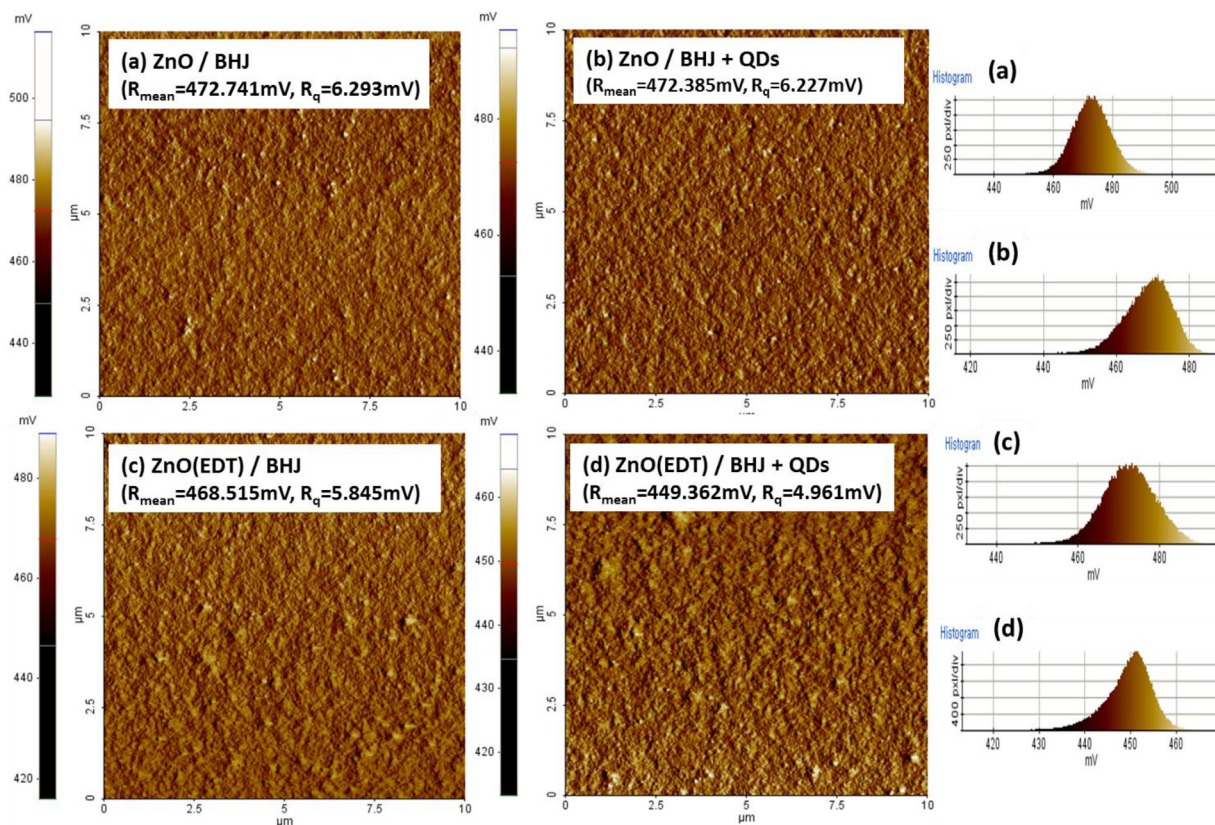 mV
500
480
460
440
10
7.5
5
2.5
0
µm
(a) ZnO / BHJ
(Rmean=472.741mV, Rq=6.293mV)
0
2.5
5
7.5
10
µm
mV
480
460
440
10
7.5
5
2.5
0
µm
(b) ZnO / BHJ + QDs
(Rmean=472.385mV, Rq=6.227mV)
0
2.5
5
7.5
10
Histogram (a)
250 pxl/div
440 460 480 500
mV
Histogram (b)
250 pxl/div
420 440 460 480
mV
mV
480
460
440
420
10
7.5
5
2.5
0
µm
(c) ZnO(EDT) / BHJ
(Rmean=468.515mV, Rq=5.845mV)
0
2.5
5
7.5
10
µm
mV
460
450
440
430
420
10
7.5
5
2.5
0
µm
(d) ZnO(EDT) / BHJ + QDs
(Rmean=449.362mV, Rq=4.961mV)
0
2.5
5
7.5
10
µm
Histogran (c)
250 pxl/div
440 460 480
mV
Histogram (d)
400 pxl/div
420 430 440 450 460
mV